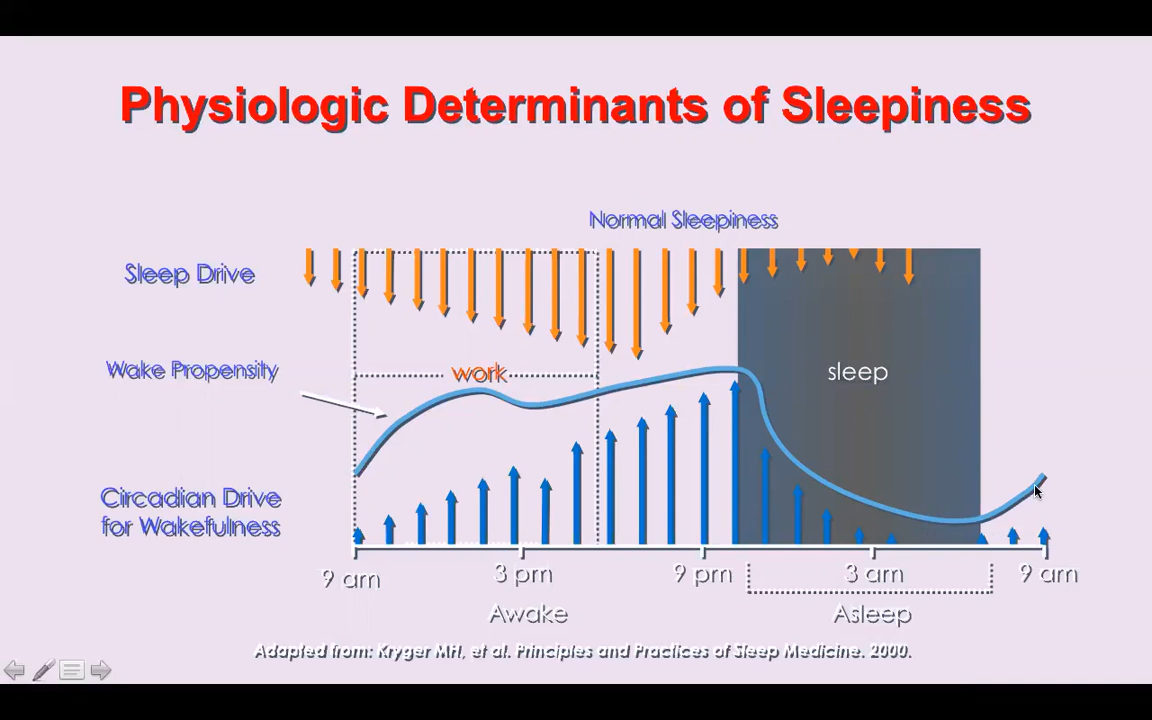 Physiologic Determinants of Sleepiness
Normal Sleepiness
Sleep Drive
Wake Propensity
work
sleep
Circadian Drive
for Wakefulness
9 am
3 pm
9 pm
3 am
9 am
Awake
Asleep
Adapted from: Kryger MH, et al. Principles and Practices of Sleep Medicine. 2000.